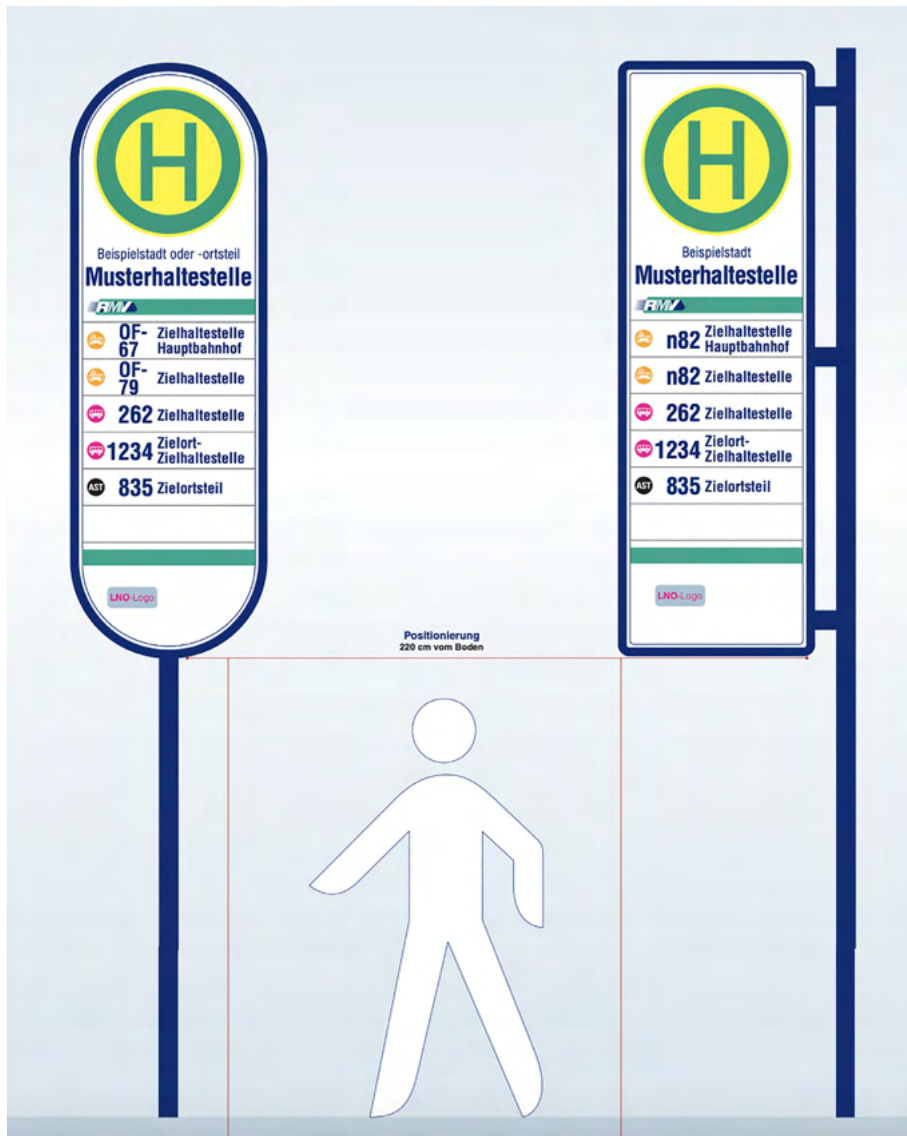 H
Beispielstadt oder -ortsteil
Musterhaltestelle
RMV
OF-67 Zielhaltestelle
Hauptbahnhof
OF-79 Zielhaltestelle
262 Zielhaltestelle
1234 Zielort-
Zielhaltestelle
AST 835 Zielortsteil
LNO-Logo
H
Beispielstadt
Musterhaltestelle
RMV
n82 Zielhaltestelle
Hauptbahnhof
n82 Zielhaltestelle
262 Zielhaltestelle
1234 Zielort-
Zielhaltestelle
AST 835 Zielortsteil
LNO-Logo
Positionierung
220 cm vom Boden